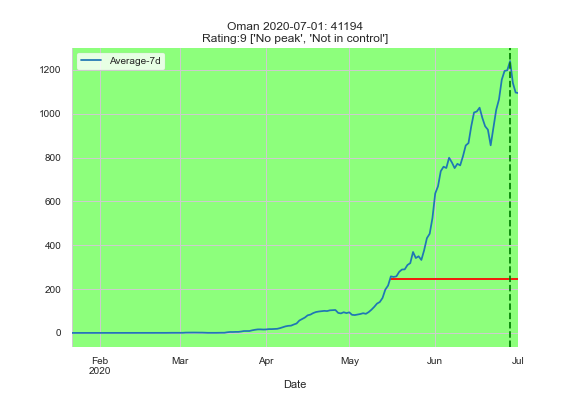 Oman 2020-07-01: 41194
Rating:9 ['No peak', 'Not in control']
Average-7d
1200
1000
800
600
400
200
0
Feb Mar Apr May Jun Jul
2020
Date